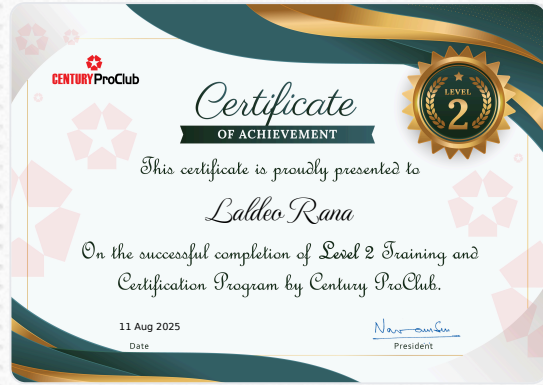 CENTURY ProClub
Certificate
OF ACHIEVEMENT
LEVEL
2
This certificate is proudly presented to
Laldeo Rana
On the successful completion of Level 2 Training and
Certification Program by Century ProClub.
11 Aug 2025
Date
President